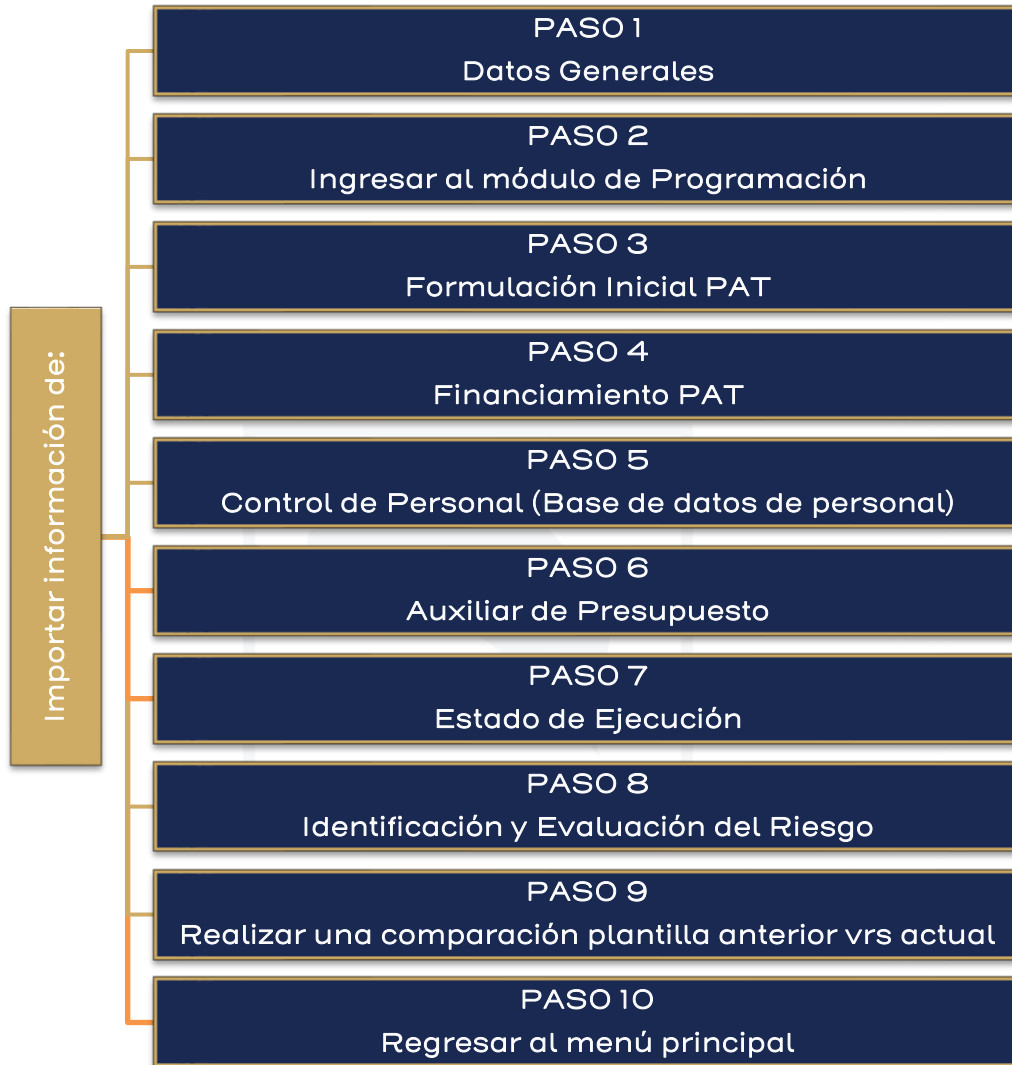 Importar información de:
PASO 1
Datos Generales
PASO 2
Ingresar al módulo de Programación
PASO 3
Formulación Inicial PAT
PASO 4
Financiamiento PAT
PASO 5
Control de Personal (Base de datos de personal)
PASO 6
Auxiliar de Presupuesto
PASO 7
Estado de Ejecución
PASO 8
Identificación y Evaluación del Riesgo
PASO 9
Realizar una comparación plantilla anterior vrs actual
PASO 10
Regresar al menú principal